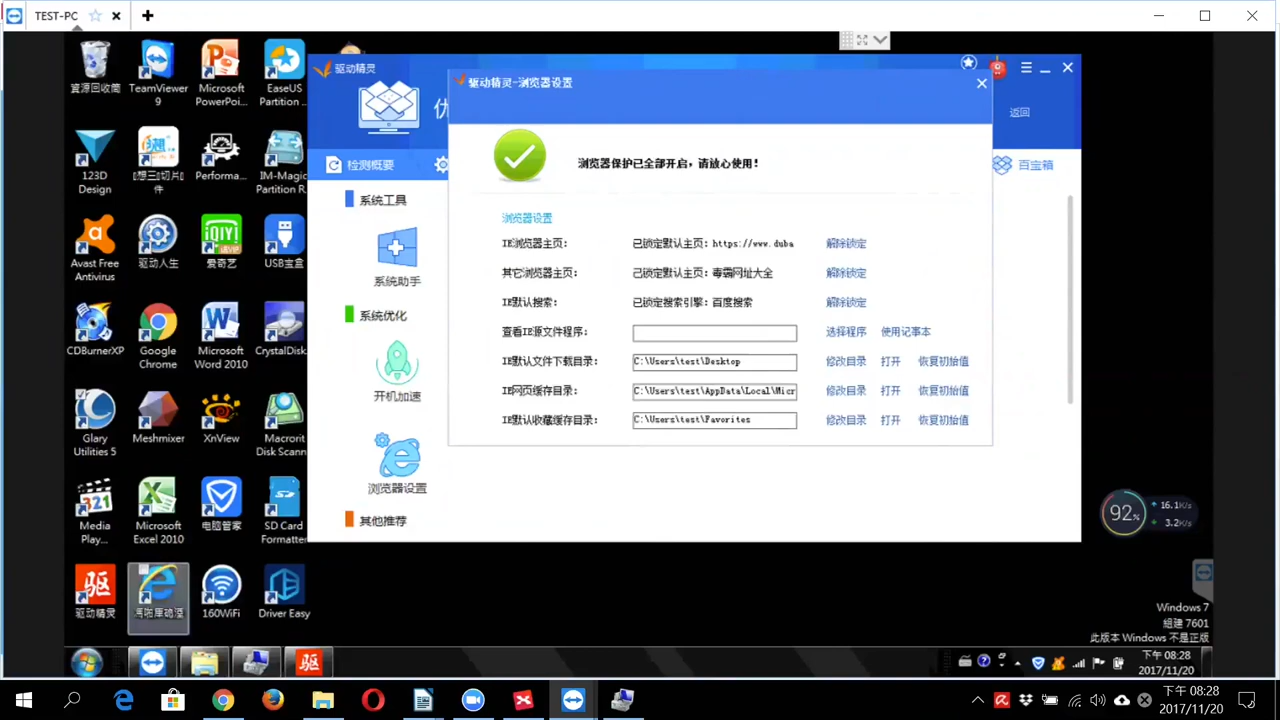 TEST-PC
資源回收筒
TeamViewer 9
Microsoft PowerPoi...
EaseUS Partition ...
123D Design
Performa...
IM-Magic Partition R...
Avast Free Antivirus
驱动人生
爱奇艺
USB宝盒
CDBurnerXP
Google Chrome
Microsoft Word 2010
CrystalDisk
Glary Utilities 5
Meshmixer
XnView
Macrorit Disk Scann
Media Play...
Microsoft Excel 2010
电脑管家
SD Card Formatter
驱动精灵
160WiFi
Driver Easy
驱动精灵
返回
检测概要
百宝箱
系统工具
系统助手
系统优化
开机加速
浏览器设置
其他推荐
驱动精灵-浏览器设置
浏览器保护已全部开启，请放心使用！
浏览器设置
IE浏览器主页： 已锁定默认主页：https://www.duba 解除锁定
其它浏览器主页： 已锁定默认主页：毒霸网址大全 解除锁定
IE默认搜索： 已锁定搜索引擎：百度搜索 解除锁定
查看IE源文件程序： 选择程序 使用记事本
IE默认文件下载目录： C:\Users\test\Desktop 修改目录 打开 恢复初始值
IE网页缓存目录： C:\Users\test\AppData\Local\Micr 修改目录 打开 恢复初始值
IE默认收藏缓存目录： C:\Users\test\Favorites 修改目录 打开 恢复初始值
92%
16.1K/s
3.2K/s
Windows 7
組建 7601
此版本 Windows 不是正版
下午 08:28
2017/11/20
下午 08:28
2017/11/20